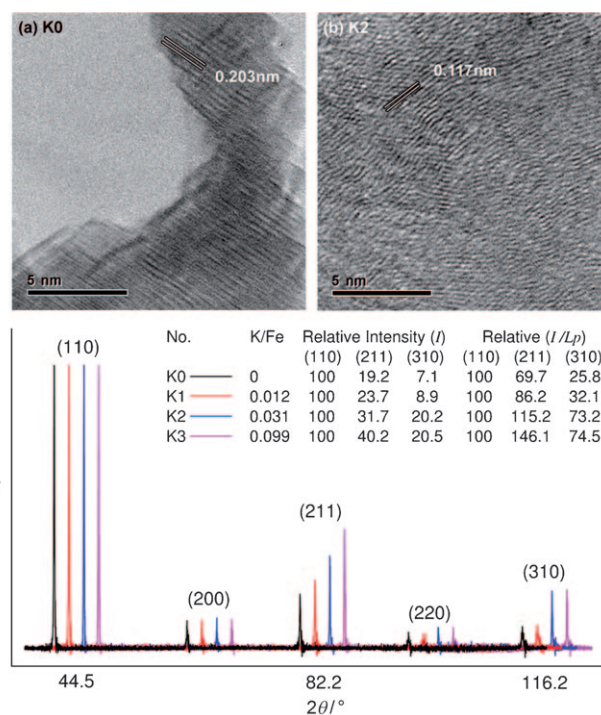 (a) K0
0.203nm
5 nm
(b) K2
0.117nm
5 nm
No. K/Fe Relative Intensity (I) Relative (I/Lp)
(110) (211) (310) (110) (211) (310)
K0 0 100 19.2 7.1 100 69.7 25.8
K1 0.012 100 23.7 8.9 100 86.2 32.1
K2 0.031 100 31.7 20.2 100 115.2 73.2
K3 0.099 100 40.2 20.5 100 146.1 74.5
(110)
(200)
(211)
(220)
(310)
44.5 82.2 116.2
2θ/°